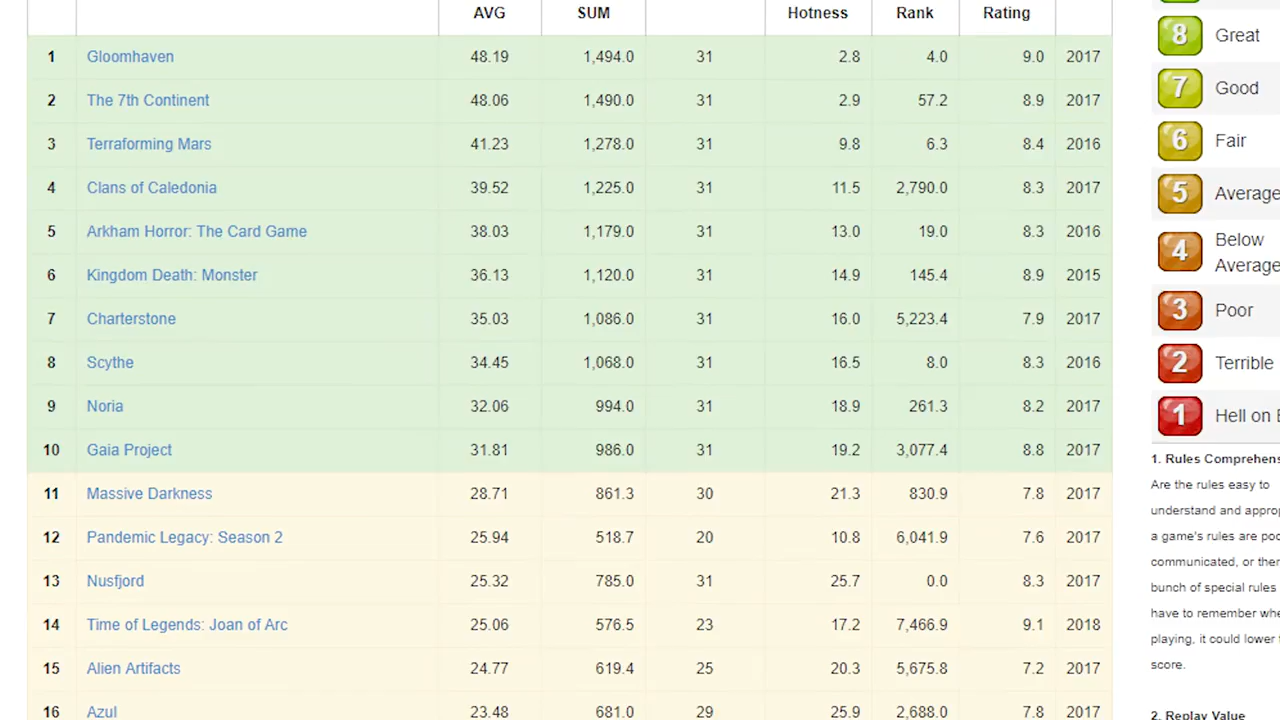 AVG SUM Hotness Rank Rating
1 Gloomhaven 48.19 1,494.0 31 2.8 4.0 9.0 2017
2 The 7th Continent 48.06 1,490.0 31 2.9 57.2 8.9 2017
3 Terraforming Mars 41.23 1,278.0 31 9.8 6.3 8.4 2016
4 Clans of Caledonia 39.52 1,225.0 31 11.5 2,790.0 8.3 2017
5 Arkham Horror: The Card Game 38.03 1,179.0 31 13.0 19.0 8.3 2016
6 Kingdom Death: Monster 36.13 1,120.0 31 14.9 145.4 8.9 2015
7 Charterstone 35.03 1,086.0 31 16.0 5,223.4 7.9 2017
8 Scythe 34.45 1,068.0 31 16.5 8.0 8.3 2016
9 Noria 32.06 994.0 31 18.9 261.3 8.2 2017
10 Gaia Project 31.81 986.0 31 19.2 3,077.4 8.8 2017
11 Massive Darkness 28.71 861.3 30 21.3 830.9 7.8 2017
12 Pandemic Legacy: Season 2 25.94 518.7 20 10.8 6,041.9 7.6 2017
13 Nusfjord 25.32 785.0 31 25.7 0.0 8.3 2017
14 Time of Legends: Joan of Arc 25.06 576.5 23 17.2 7,466.9 9.1 2018
15 Alien Artifacts 24.77 619.4 25 20.3 5,675.8 7.2 2017
16 Azul 23.48 681.0 29 25.9 2,688.0 7.8 2017
8 Great
7 Good
6 Fair
5 Average
4 Below
Average
3 Poor
2 Terrible
1 Hell on
1. Rules Comprehens
Are the rules easy to
understand and approp
a game's rules are poo
communicated, or ther
bunch of special rules
have to remember whe
playing, it could lower
score.
2. Replay Value